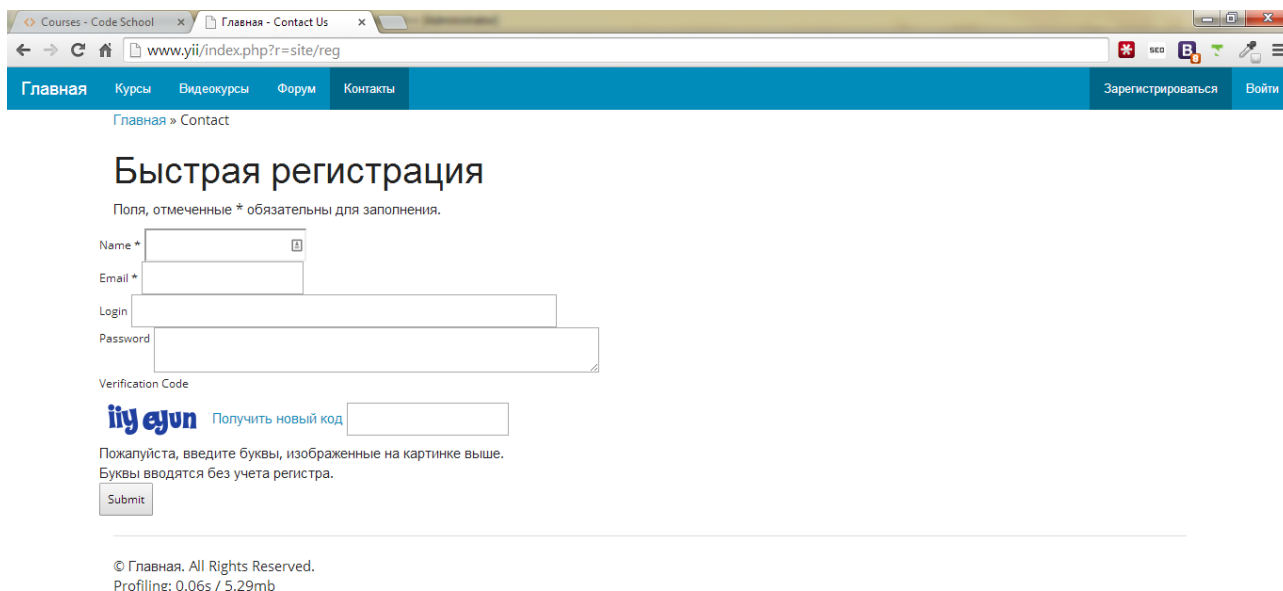 Courses - Code School
Главная - Contact Us
www.yii/index.php?r=site/reg
SEO B 8
Главная Курсы Видеокурсы Форум Контакты Зарегистрироваться Войти
Главная » Contact
Быстрая регистрация
Поля, отмеченные * обязательны для заполнения.
Name *
Email *
Login
Password
Verification Code
iiy eyun Получить новый код
Пожалуйста, введите буквы, изображенные на картинке выше.
Буквы вводятся без учета регистра.
Submit
© Главная. All Rights Reserved.
Profiling: 0.06s / 5.29mb